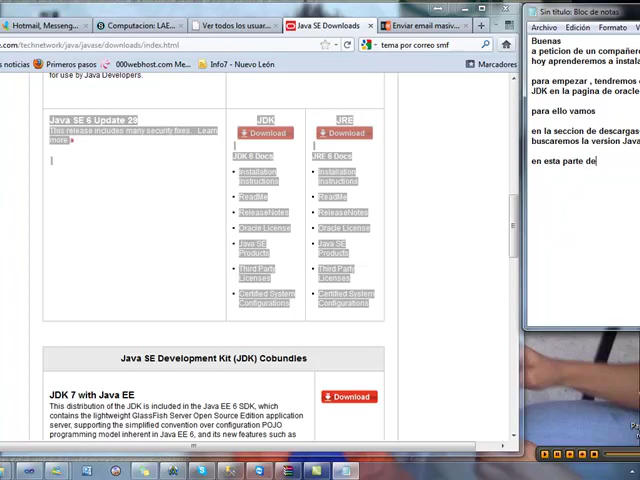 Hotmail, Messeng...
Computacion: LAE...
Ver todos los usuar...
Java SE Downloads
Enviar email masiv...
Sin título: Bloc de notas
e.com/technetwork/java/javase/downloads/index.html
tema por correo smf
Archivo Edición Formato
s noticias
Primeros pasos
000webhost.com Me...
Info7 - Nuevo León
Marcadores
for use by Java Developers.
Java SE 6 Update 29
This release includes many security fixes. Learn
more
JDK
Download
JDK 6 Docs
Installation
Instructions
ReadMe
ReleaseNotes
Oracle License
Java SE
Products
Third Party
Licenses
Certified System
Configurations
JRE
Download
JRE 6 Docs
Installation
Instructions
ReadMe
ReleaseNotes
Oracle License
Java SE
Products
Third Party
Licenses
Certified System
Configurations
Java SE Development Kit (JDK) Cobundles
JDK 7 with Java EE
This distribution of the JDK is included in the Java EE 6 SDK, which
contains the lightweight GlassFish Server Open Source Edition application
server, supporting the simplified convention over configuration POJO
programming model inherent in Java EE 6, and its new features such as
Download
Buenas
a peticion de un compañero
hoy aprenderemos a instala
para empezar , tendremos
JDK en la pagina de oracle
para ello vamos
en la seccion de descargas
buscaremos la version Java
en esta parte de